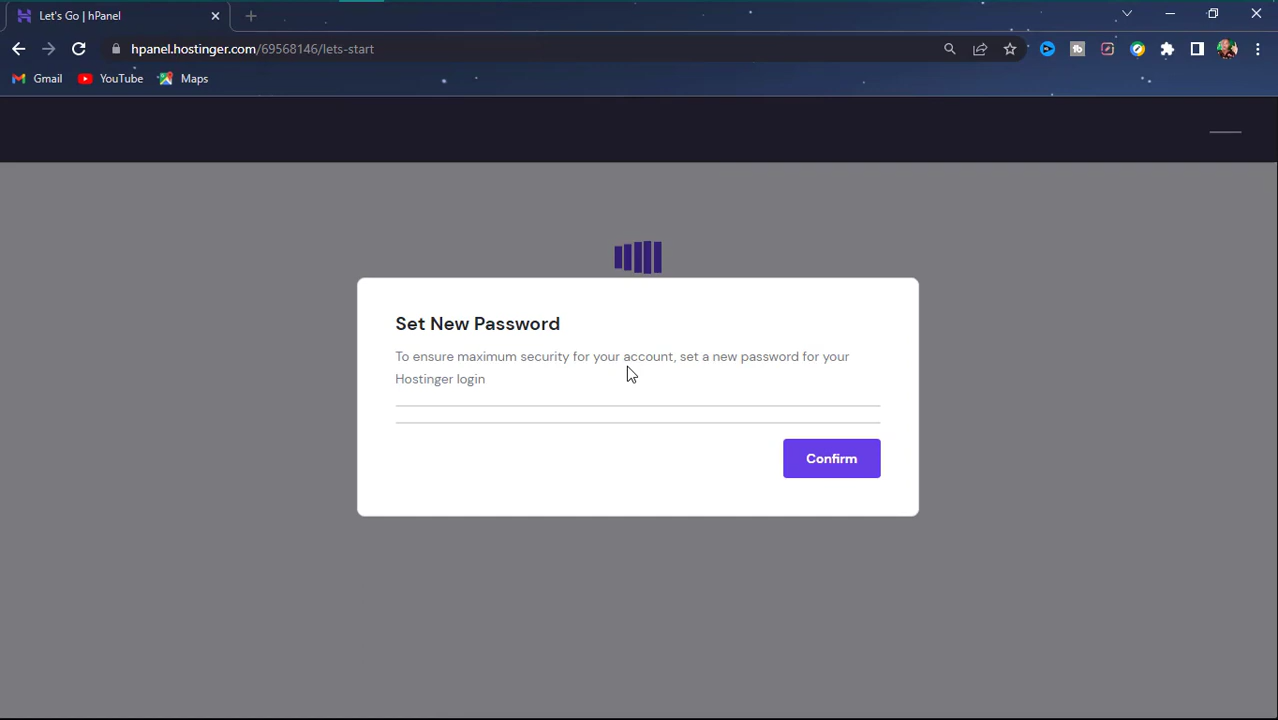 Let's Go | hPanel
hpanel.hostinger.com/69568146/lets-start
Gmail
YouTube
Maps
Set New Password
To ensure maximum security for your account, set a new password for your
Hostinger login
Confirm